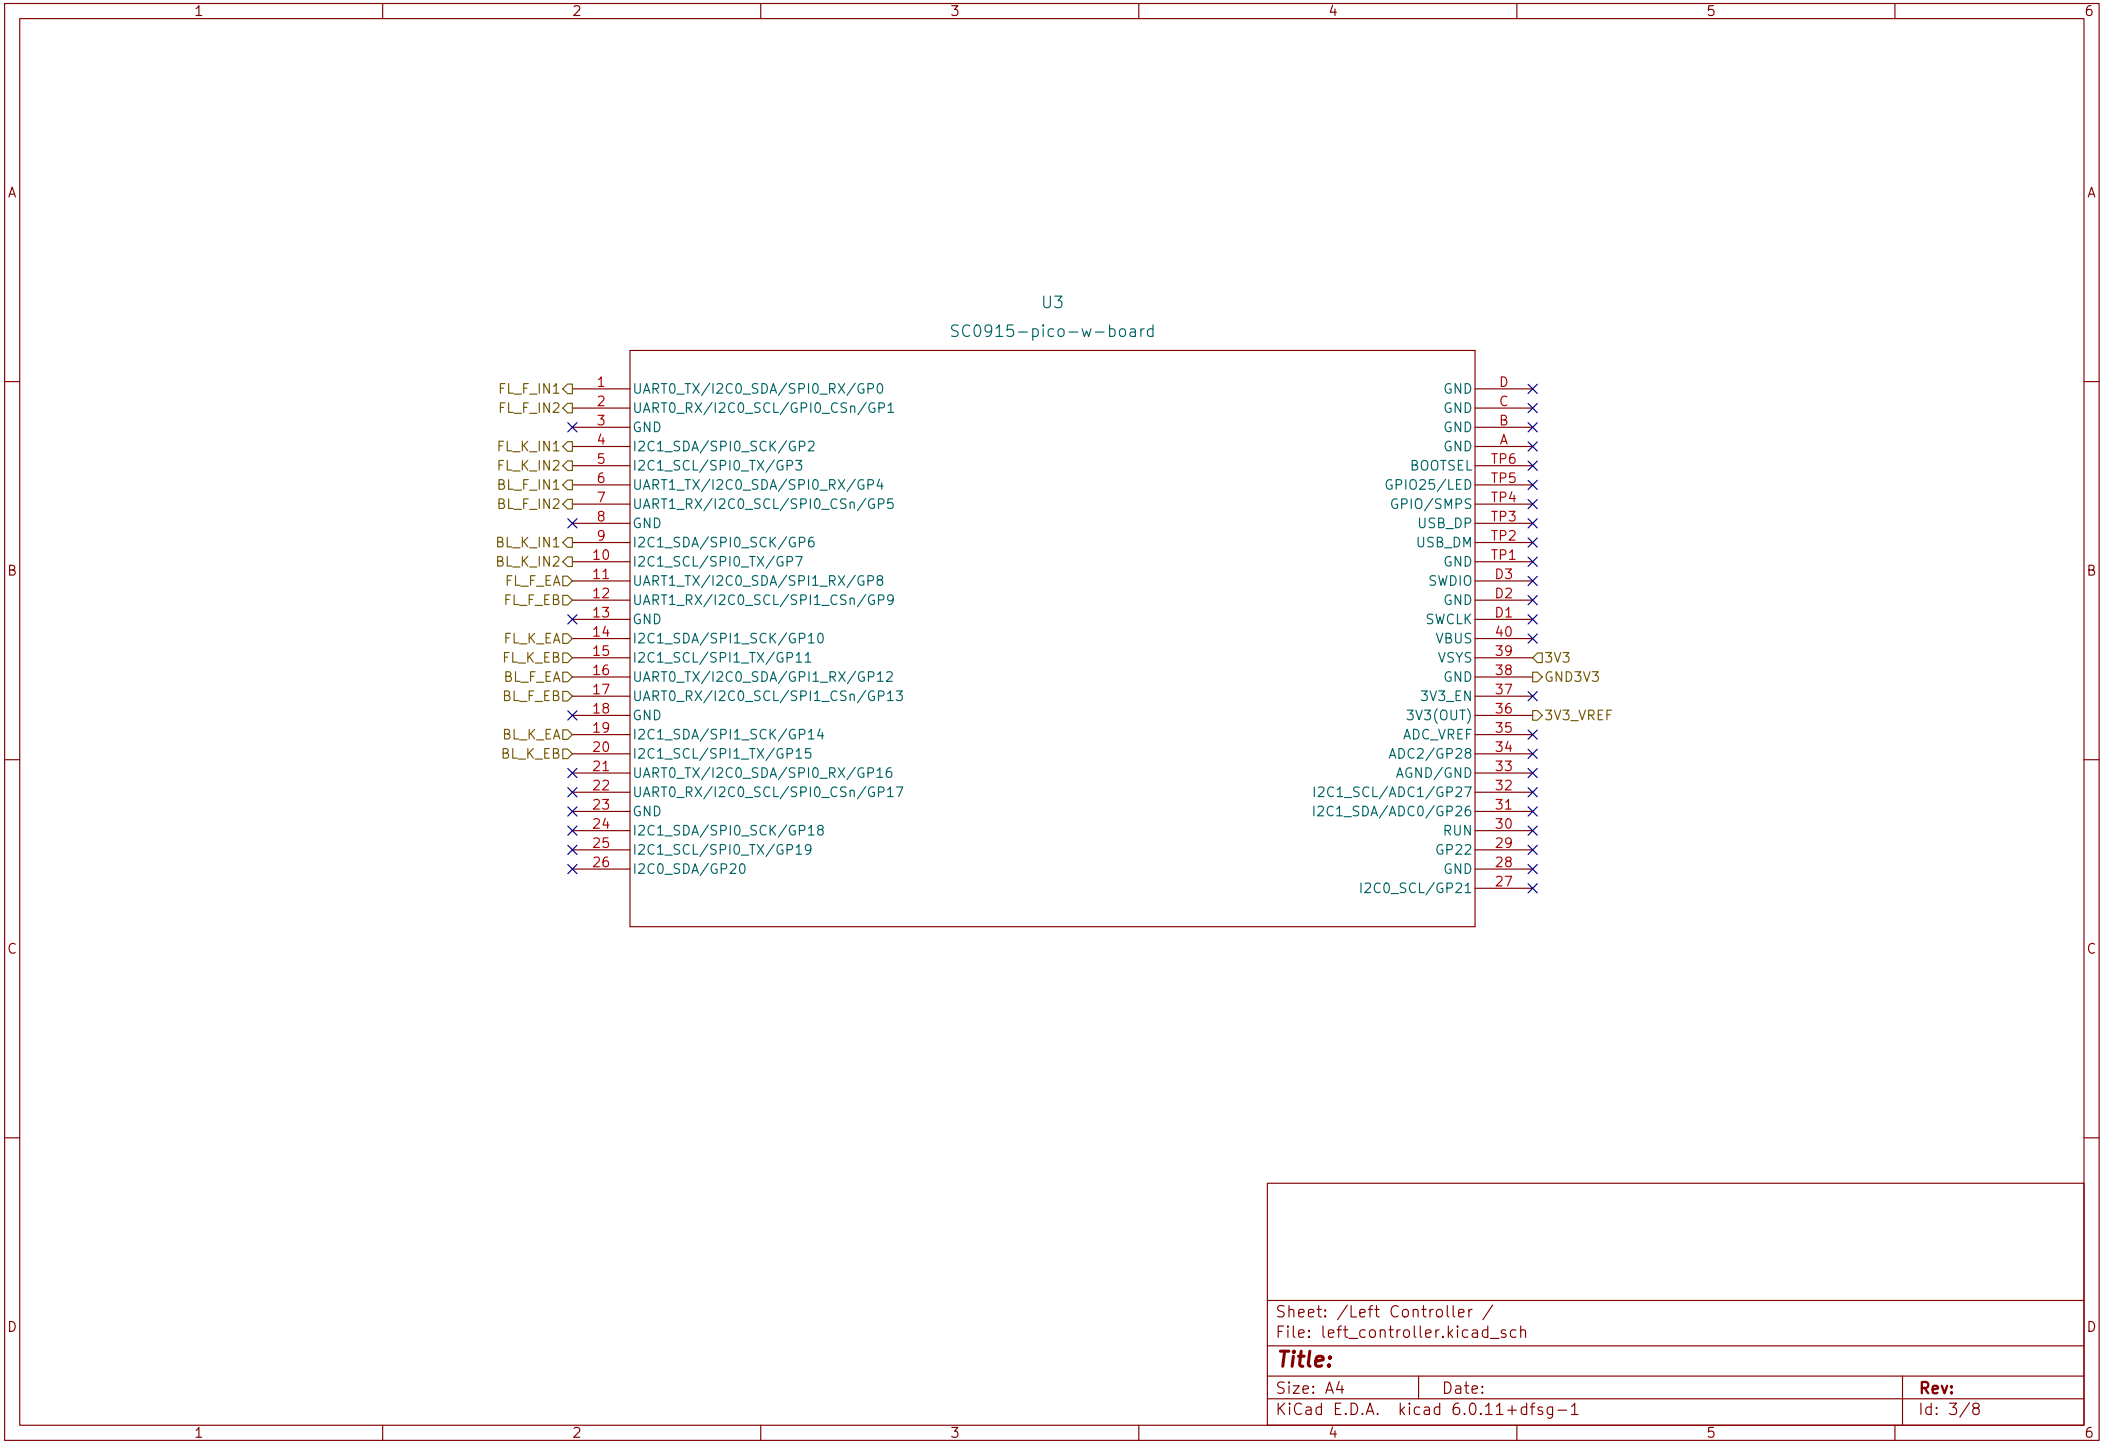 1 2 3 4 5 6
A A
B B
C C
D D
U3
SC0915-pico-w-board
FL_F_IN1 1 UART0_TX/I2C0_SDA/SPI0_RX/GP0
FL_F_IN2 2 UART0_RX/I2C0_SCL/GPI0_CSn/GP1
3 GND
FL_K_IN1 4 I2C1_SDA/SPI0_SCK/GP2
FL_K_IN2 5 I2C1_SCL/SPI0_TX/GP3
BL_F_IN1 6 UART1_TX/I2C0_SDA/SPI0_RX/GP4
BL_F_IN2 7 UART1_RX/I2C0_SCL/SPI0_CSn/GP5
8 GND
BL_K_IN1 9 I2C1_SDA/SPI0_SCK/GP6
BL_K_IN2 10 I2C1_SCL/SPI0_TX/GP7
FL_F_EA 11 UART1_TX/I2C0_SDA/SPI1_RX/GP8
FL_F_EB 12 UART1_RX/I2C0_SCL/SPI1_CSn/GP9
13 GND
FL_K_EA 14 I2C1_SDA/SPI1_SCK/GP10
FL_K_EB 15 I2C1_SCL/SPI1_TX/GP11
BL_F_EA 16 UART0_TX/I2C0_SDA/GPI1_RX/GP12
BL_F_EB 17 UART0_RX/I2C0_SCL/SPI1_CSn/GP13
18 GND
BL_K_EA 19 I2C1_SDA/SPI1_SCK/GP14
BL_K_EB 20 I2C1_SCL/SPI1_TX/GP15
21 UART0_TX/I2C0_SDA/SPI0_RX/GP16
22 UART0_RX/I2C0_SCL/SPI0_CSn/GP17
23 GND
24 I2C1_SDA/SPI0_SCK/GP18
25 I2C1_SCL/SPI0_TX/GP19
26 I2C0_SDA/GP20
GND D
GND C
GND B
GND A
BOOTSEL TP6
GPIO25/LED TP5
GPIO/SMPS TP4
USB_DP TP3
USB_DM TP2
GND TP1
SWDIO D3
GND D2
SWCLK D1
VBUS 40
VSYS 39 3V3
GND 38 GND3V3
3V3_EN 37
3V3(OUT) 36 3V3_VREF
ADC_VREF 35
ADC2/GP28 34
AGND/GND 33
I2C1_SCL/ADC1/GP27 32
I2C1_SDA/ADC0/GP26 31
RUN 30
GP22 29
GND 28
I2C0_SCL/GP21 27
Sheet: /Left Controller /
File: left_controller.kicad_sch
Title:
Size: A4 Date: Rev:
KiCad E.D.A. kicad 6.0.11+dfsg-1 Id: 3/8
1 2 3 4 5 6